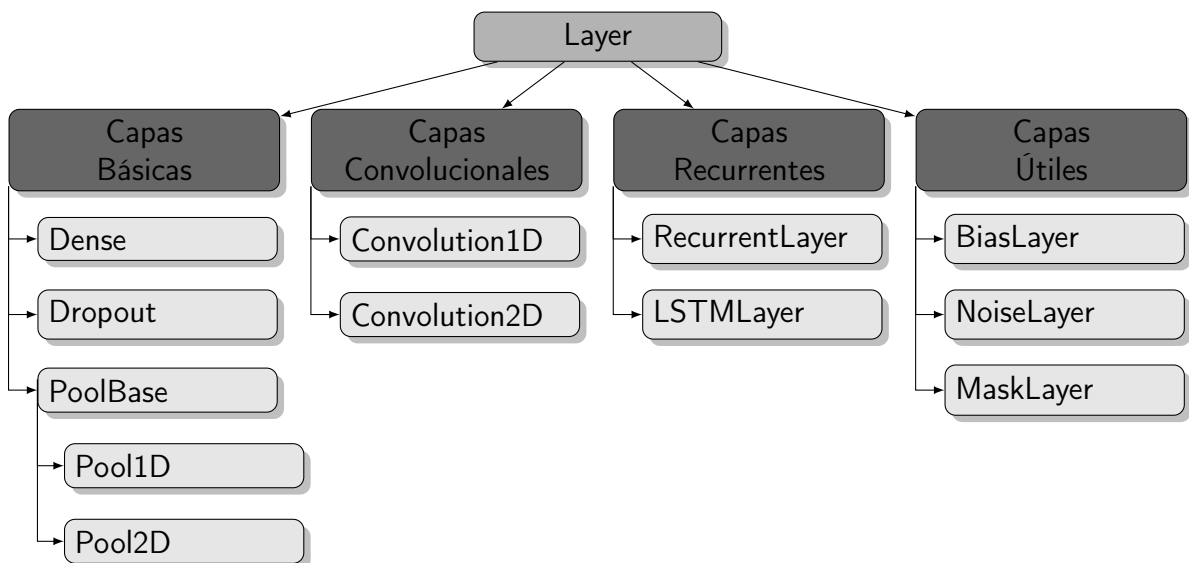 Layer
Capas
Básicas
Dense
Dropout
PoolBase
Pool1D
Pool2D
Capas
Convolucionales
Convolution1D
Convolution2D
Capas
Recurrentes
RecurrentLayer
LSTMLayer
Capas
Útiles
BiasLayer
NoiseLayer
MaskLayer